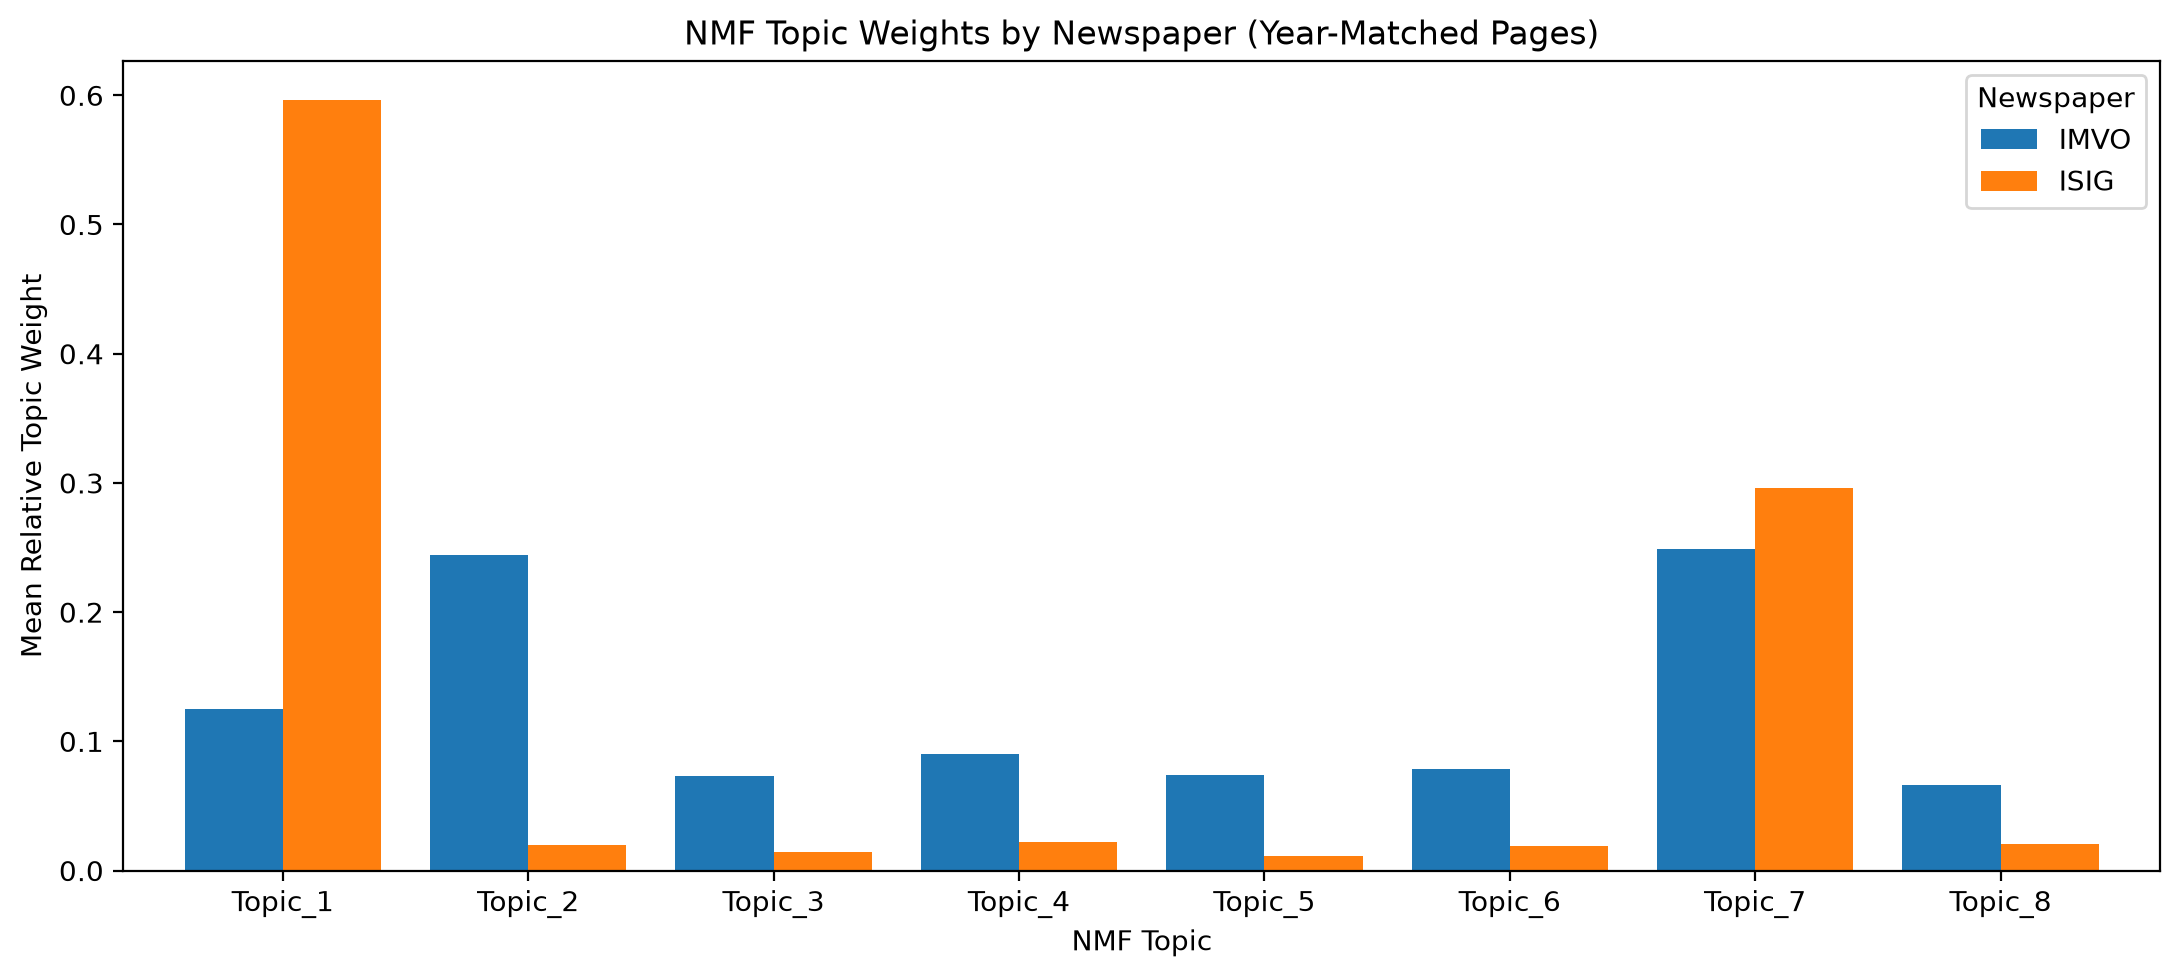 NMF Topic Weights by Newspaper (Year-Matched Pages)
Newspaper
IMVO
ISIG
Mean Relative Topic Weight
0.6
0.5
0.4
0.3
0.2
0.1
0.0
Topic_1 Topic_2 Topic_3 Topic_4 Topic_5 Topic_6 Topic_7 Topic_8
NMF Topic